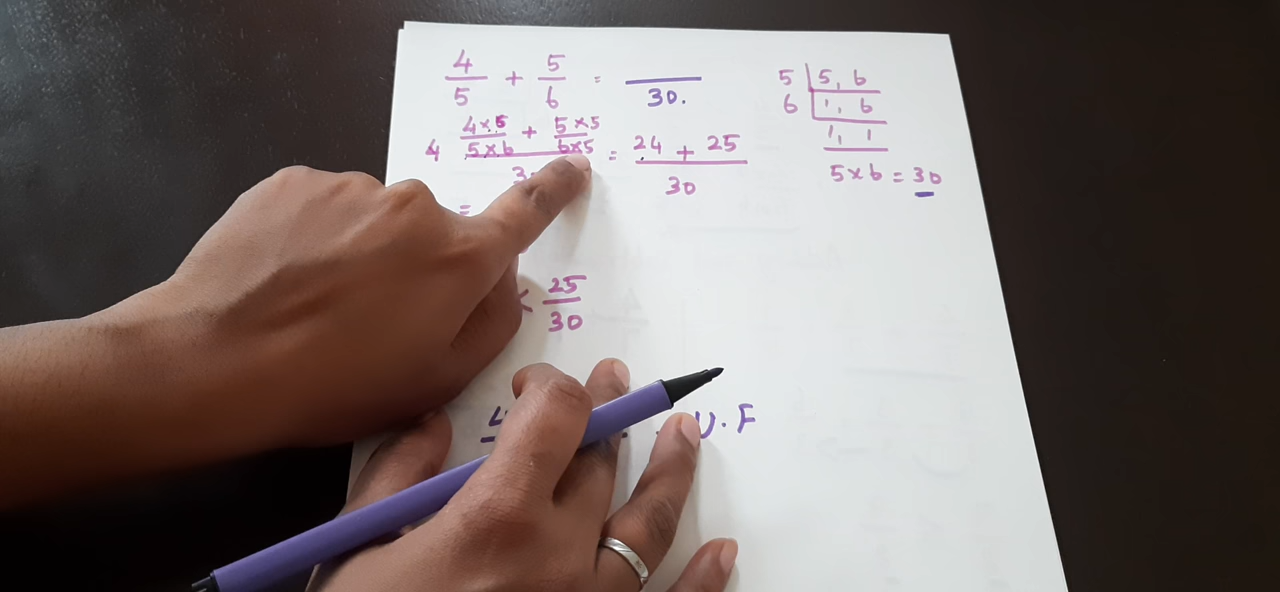 4/5 + 5/6 = /30.
4 4×5/5×6 + 5×5/6×5 = 24 + 25/30
=
25/30
U.F
5 | 5, 6
6 | 1, 6
1, 1
5×6 = 30